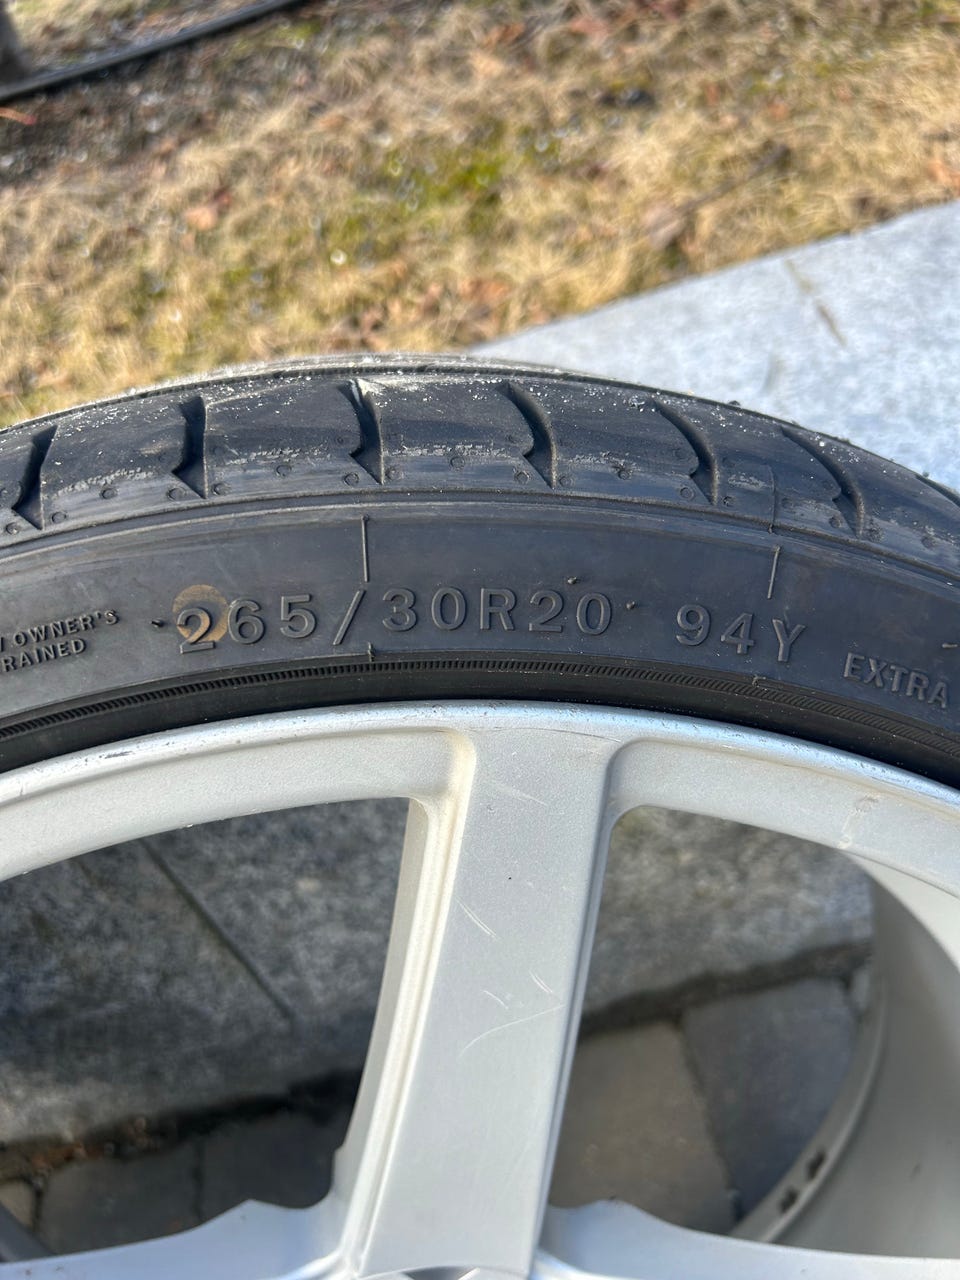 OWNER'S
RAINED
265/30R20 94Y
EXTRA